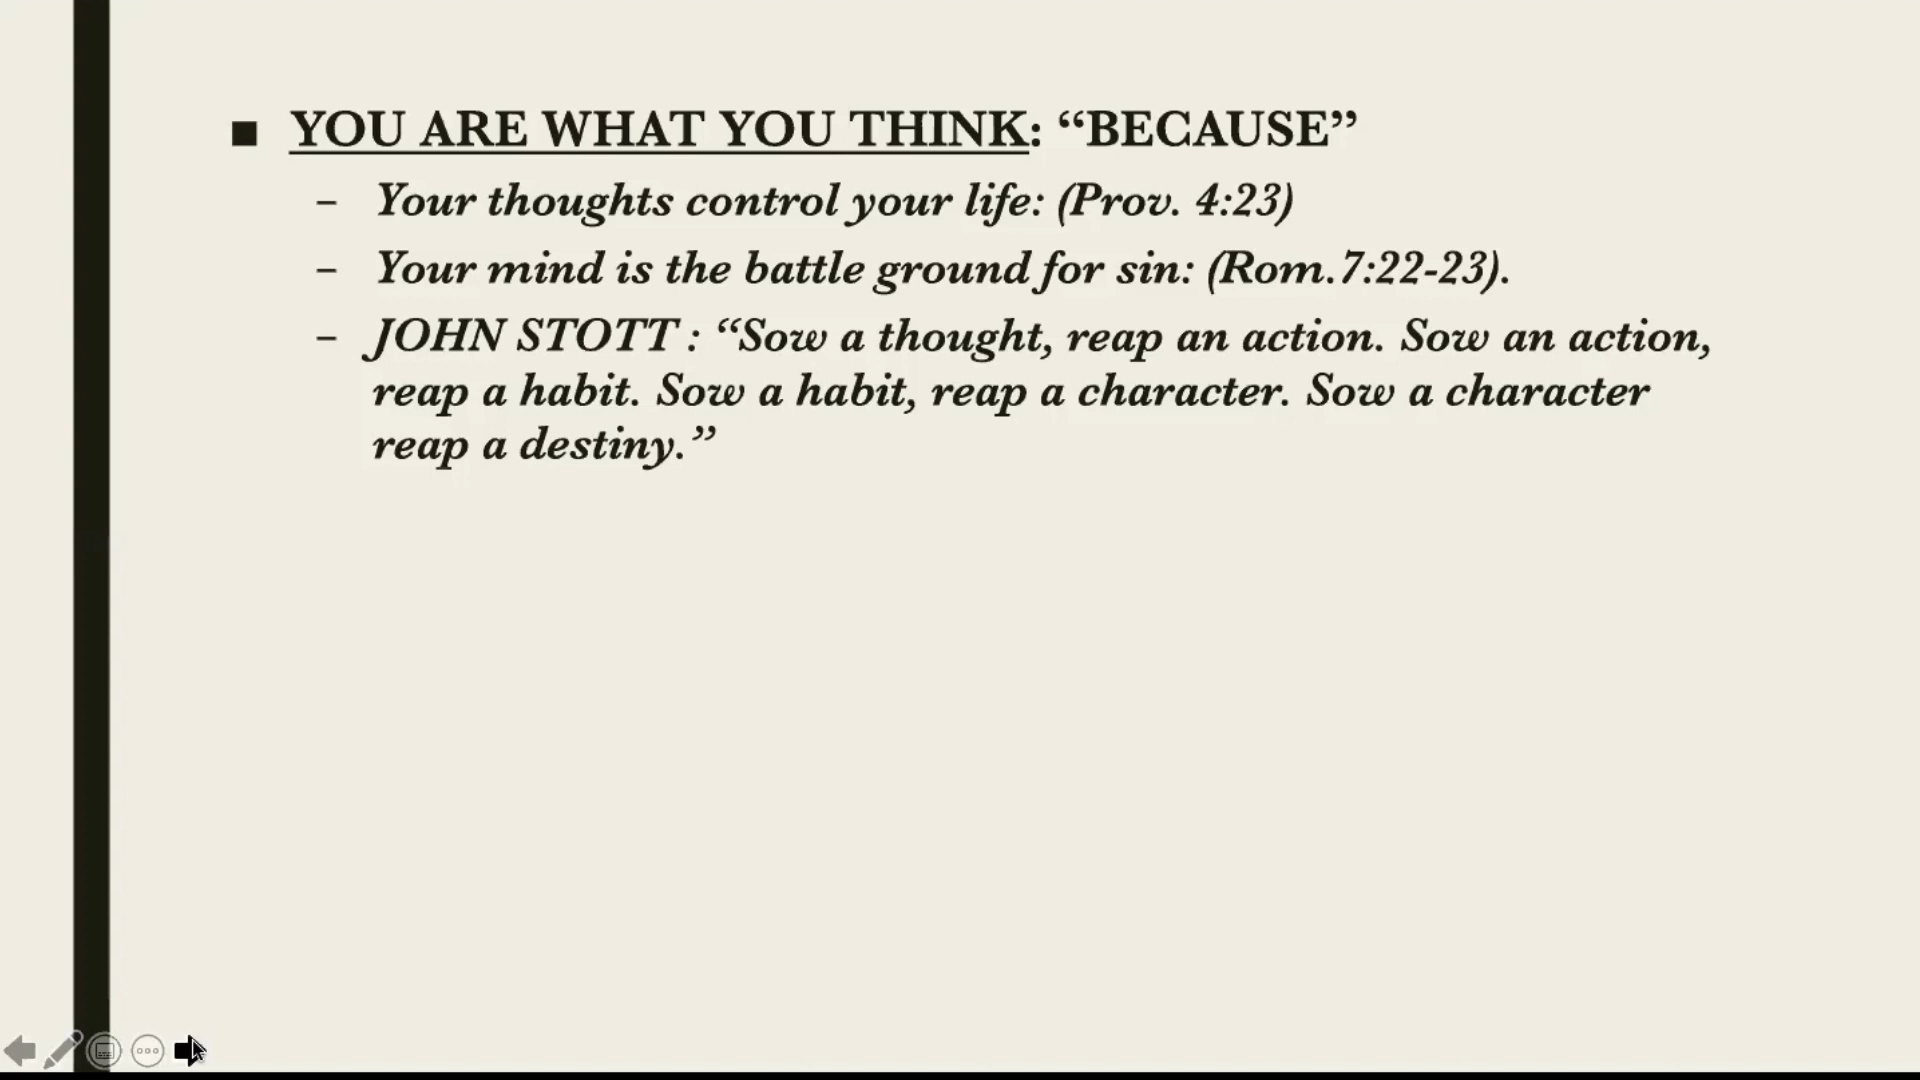 ■ YOU ARE WHAT YOU THINK: “BECAUSE”
– Your thoughts control your life: (Prov. 4:23)
– Your mind is the battle ground for sin: (Rom.7:22-23).
– JOHN STOTT : “Sow a thought, reap an action. Sow an action,
reap a habit. Sow a habit, reap a character. Sow a character
reap a destiny.”